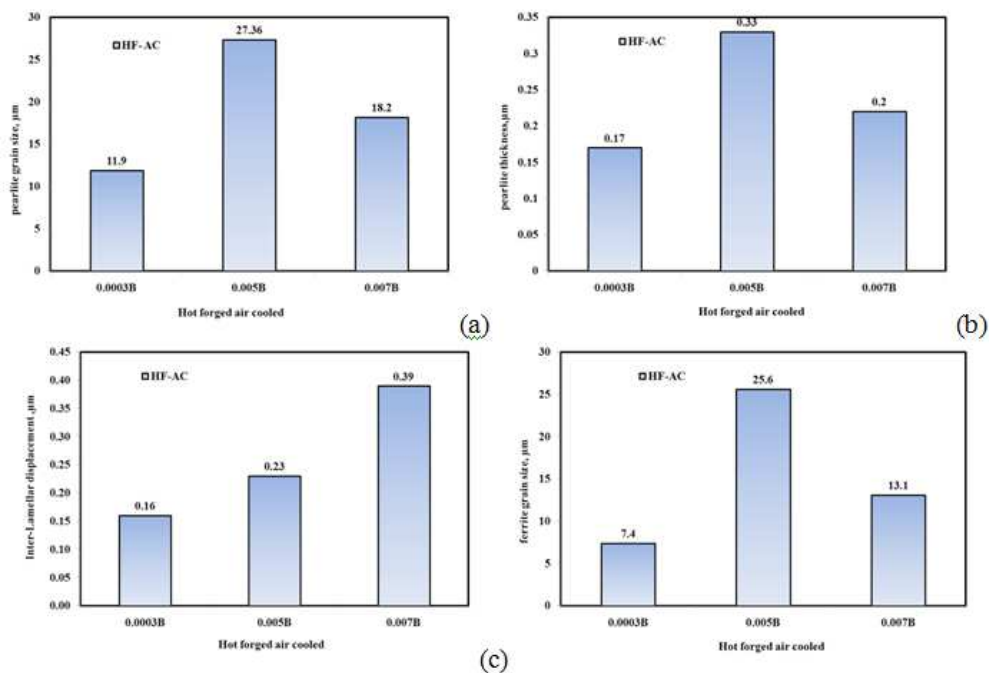 30
25
20
15
10
5
0
pearlite grain size, µm
HF-AC
11.9
27.36
18.2
0.0003B 0.005B 0.007B
Hot forged air cooled
(a)
0.35
0.3
0.25
0.2
0.15
0.1
0.05
0
pearlite thickness,µm
HF-AC
0.17
0.33
0.2
0.0003B 0.005B 0.007B
Hot forged air cooled
(b)
0.45
0.40
0.35
0.30
0.25
0.20
0.15
0.10
0.05
0.00
Inter-Lamellar displacement ,µm
HF-AC
0.16
0.23
0.39
0.0003B 0.005B 0.007B
Hot forged air cooled
(c)
30
25
20
15
10
5
0
ferrite grain size, µm
HF-AC
7.4
25.6
13.1
0.0003B 0.005B 0.007B
Hot forged air cooled